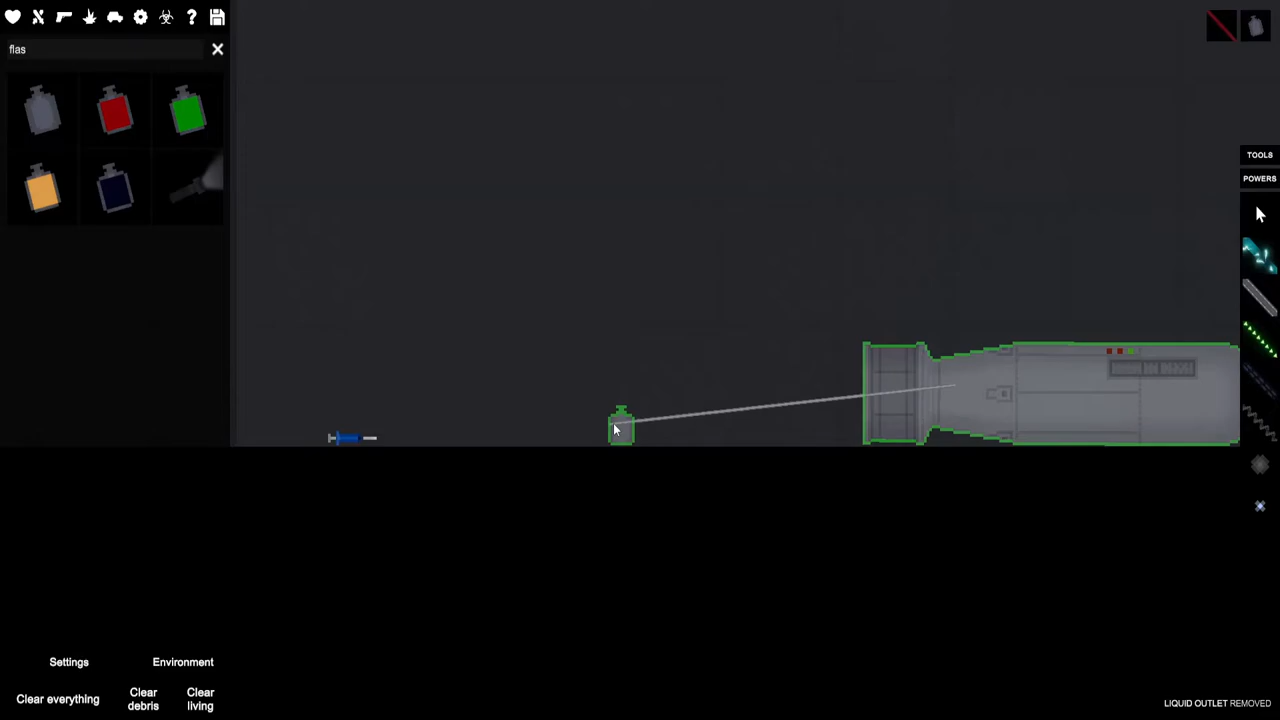 flas
TOOLS
POWERS
Settings
Environment
Clear everything
Clear
debris
Clear
living
LIQUID OUTLET REMOVED